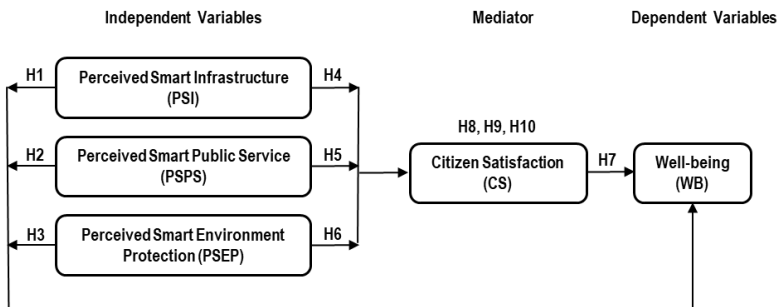 Independent Variables
Mediator
Dependent Variables
H1
Perceived Smart Infrastructure
(PSI)
H4
H2
Perceived Smart Public Service
(PSPS)
H5
H3
Perceived Smart Environment
Protection (PSEP)
H6
H8, H9, H10
Citizen Satisfaction
(CS)
H7
Well-being
(WB)